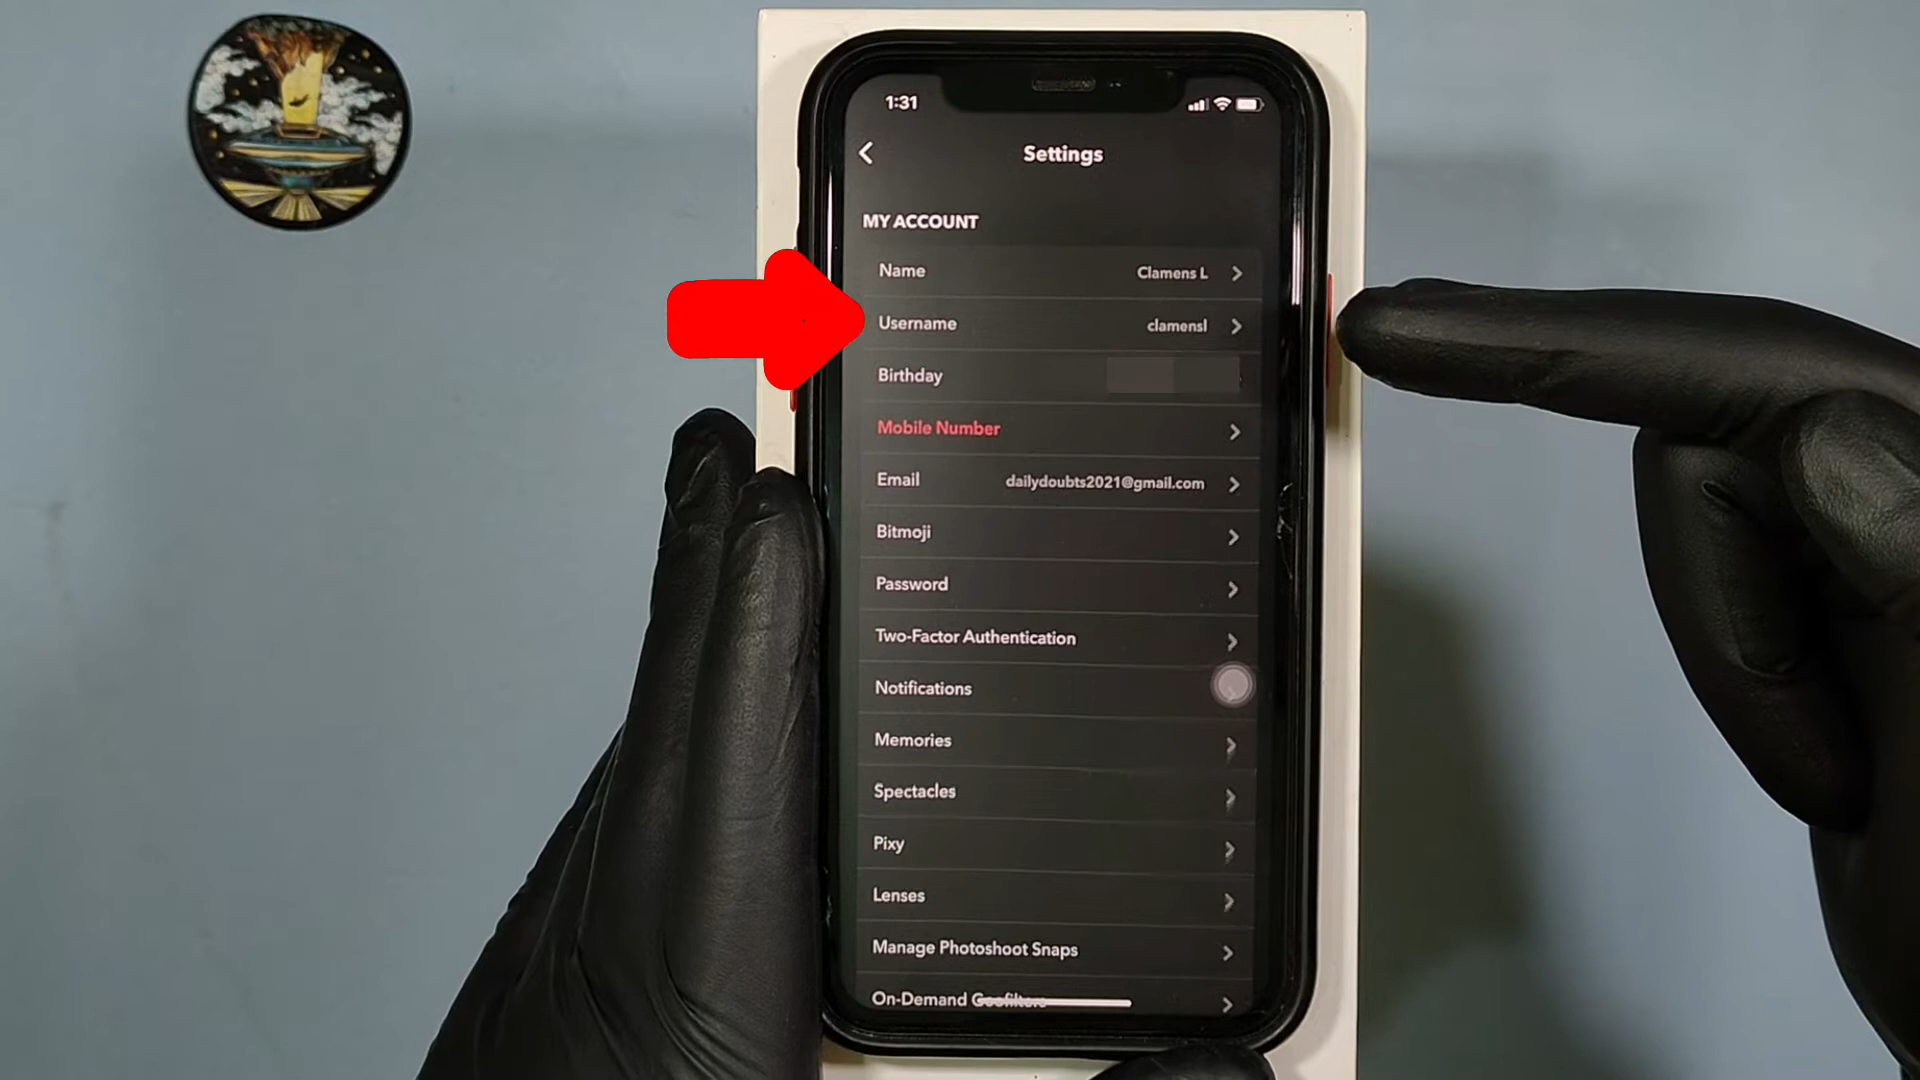 1:31
Settings
MY ACCOUNT
Name Clamens L
Username clamensl
Birthday
Mobile Number
Email dailydoubts2021@gmail.com
Bitmoji
Password
Two-Factor Authentication
Notifications
Memories
Spectacles
Pixy
Lenses
Manage Photoshoot Snaps
On-Demand Geofilters